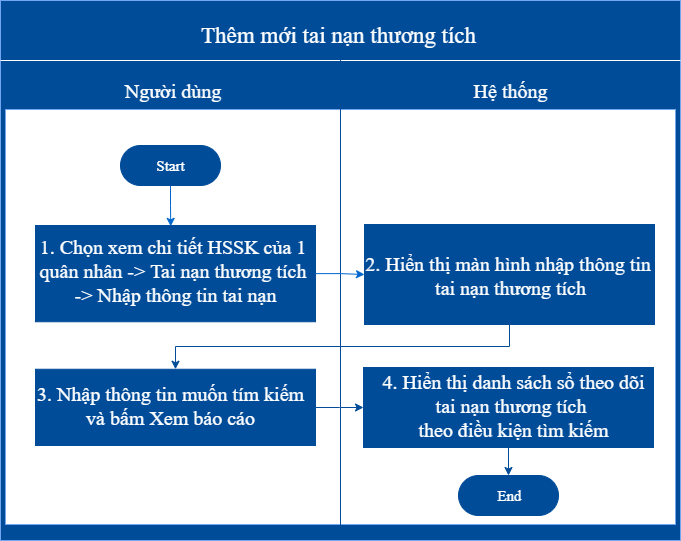 Thêm mới tai nạn thương tích
Người dùng
Hệ thống
Start
1. Chọn xem chi tiết HSSK của 1
quân nhân -> Tai nạn thương tích
-> Nhập thông tin tai nạn
2. Hiển thị màn hình nhập thông tin
tai nạn thương tích
3. Nhập thông tin muốn tím kiếm
và bấm Xem báo cáo
4. Hiển thị danh sách sổ theo dõi
tai nạn thương tích
theo điều kiện tìm kiếm
End